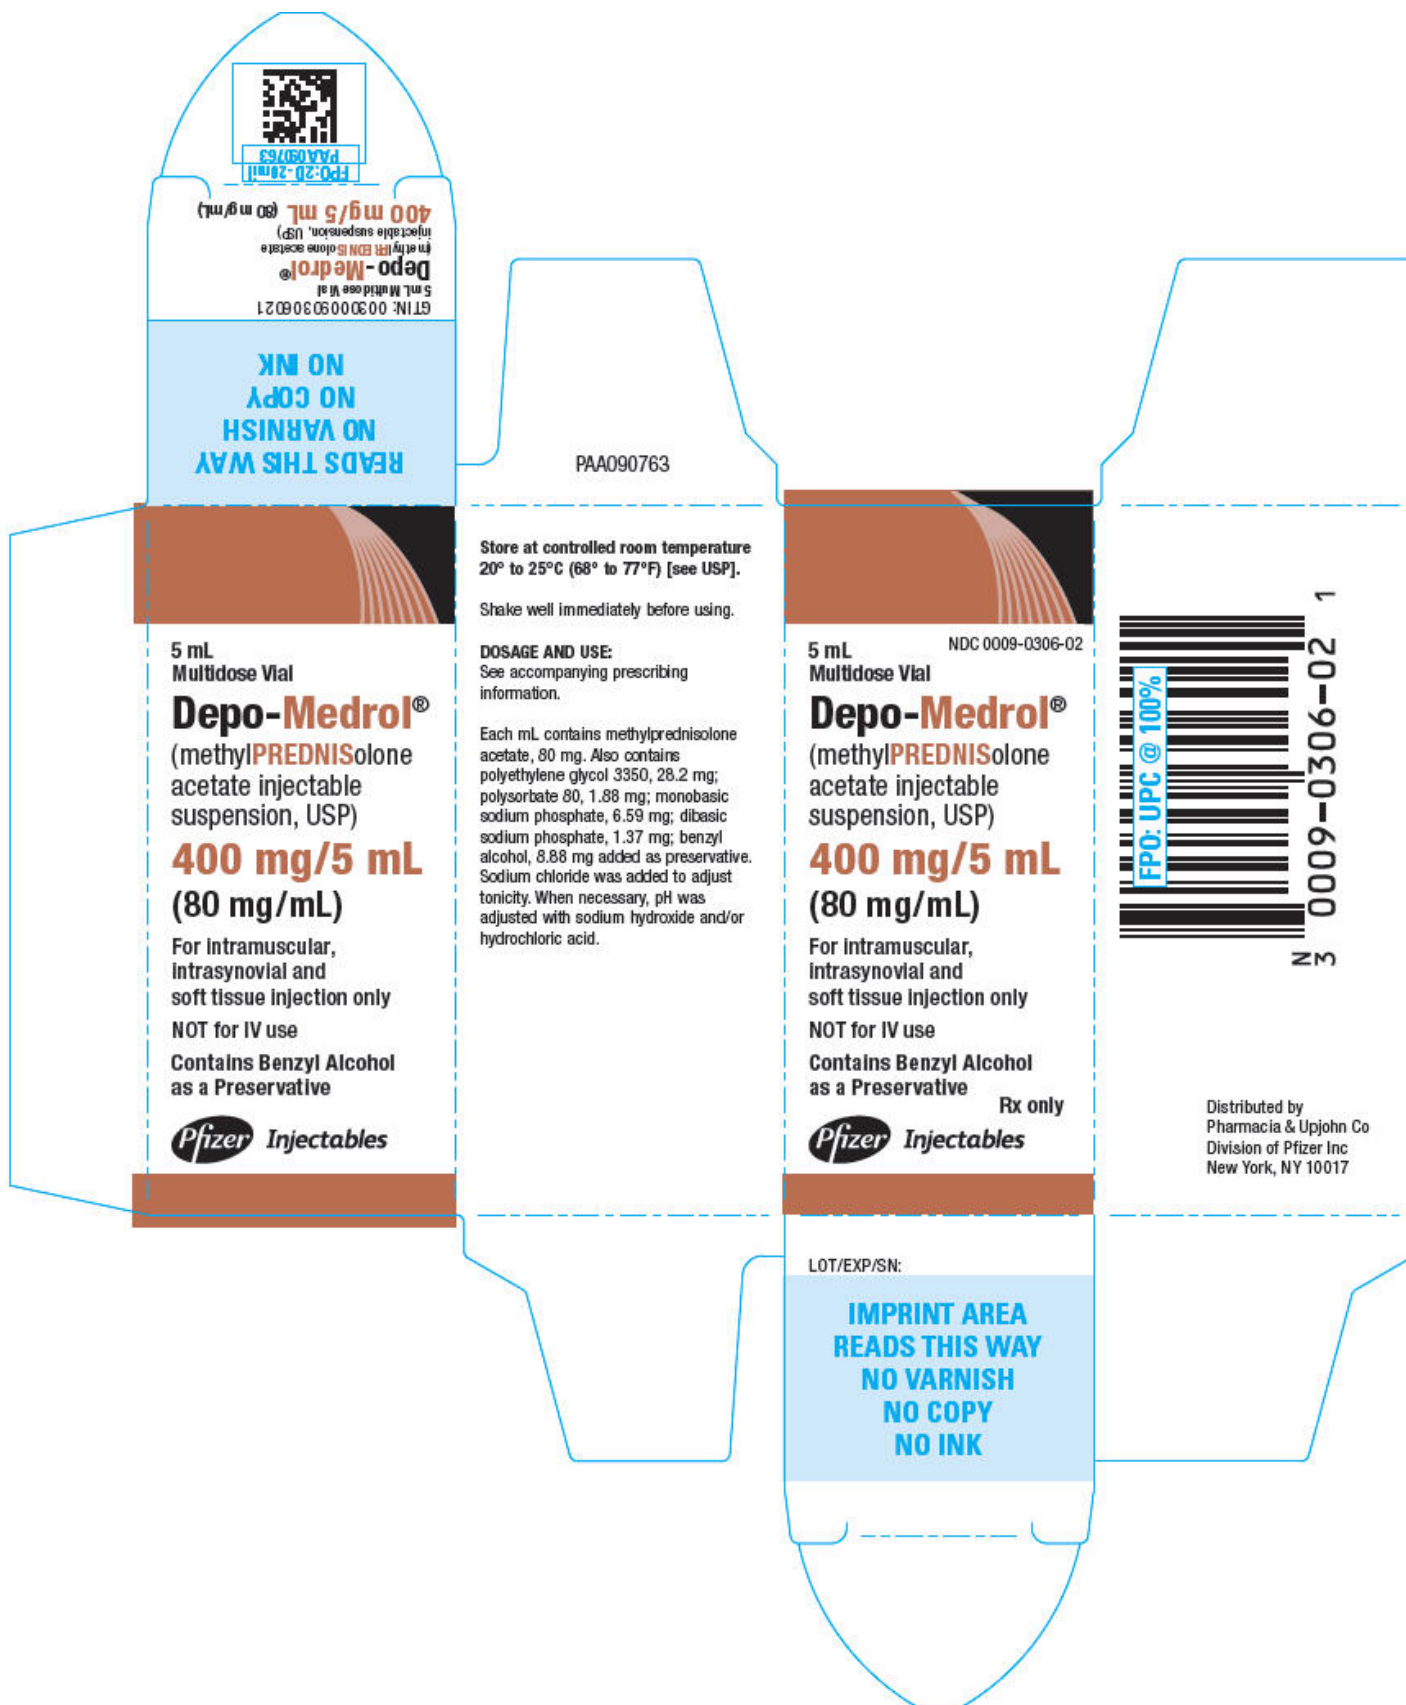 FPO:2D-28mil
PAA090763
GTIN: 00300090306021
5 mL Multidose Vial
Depo-Medrol®
(methylPREDNISolone acetate
injectable suspension, USP)
400 mg/5 mL (80 mg/mL)
READS THIS WAY
NO VARNISH
NO COPY
NO INK
PAA090763
5 mL
Multidose Vial
Depo-Medrol®
(methylPREDNISolone
acetate injectable
suspension, USP)
400 mg/5 mL
(80 mg/mL)
For intramuscular,
intrasynovial and
soft tissue injection only
NOT for IV use
Contains Benzyl Alcohol
as a Preservative
Pfizer Injectables
Store at controlled room temperature
20° to 25°C (68° to 77°F) [see USP].
Shake well immediately before using.
DOSAGE AND USE:
See accompanying prescribing
information.
Each mL contains methylprednisolone
acetate, 80 mg. Also contains
polyethylene glycol 3350, 28.2 mg;
polysorbate 80, 1.88 mg; monobasic
sodium phosphate, 6.59 mg; dibasic
sodium phosphate, 1.37 mg; benzyl
alcohol, 8.88 mg added as preservative.
Sodium chloride was added to adjust
tonicity. When necessary, pH was
adjusted with sodium hydroxide and/or
hydrochloric acid.
5 mL NDC 0009-0306-02
Multidose Vial
Depo-Medrol®
(methylPREDNISolone
acetate injectable
suspension, USP)
400 mg/5 mL
(80 mg/mL)
For intramuscular,
intrasynovial and
soft tissue injection only
NOT for IV use
Contains Benzyl Alcohol
as a Preservative
Rx only
Pfizer Injectables
LOT/EXP/SN:
IMPRINT AREA
READS THIS WAY
NO VARNISH
NO COPY
NO INK
FPO: UPC @ 100%
N
3 0009-0306-02 1
Distributed by
Pharmacia & Upjohn Co
Division of Pfizer Inc
New York, NY 10017